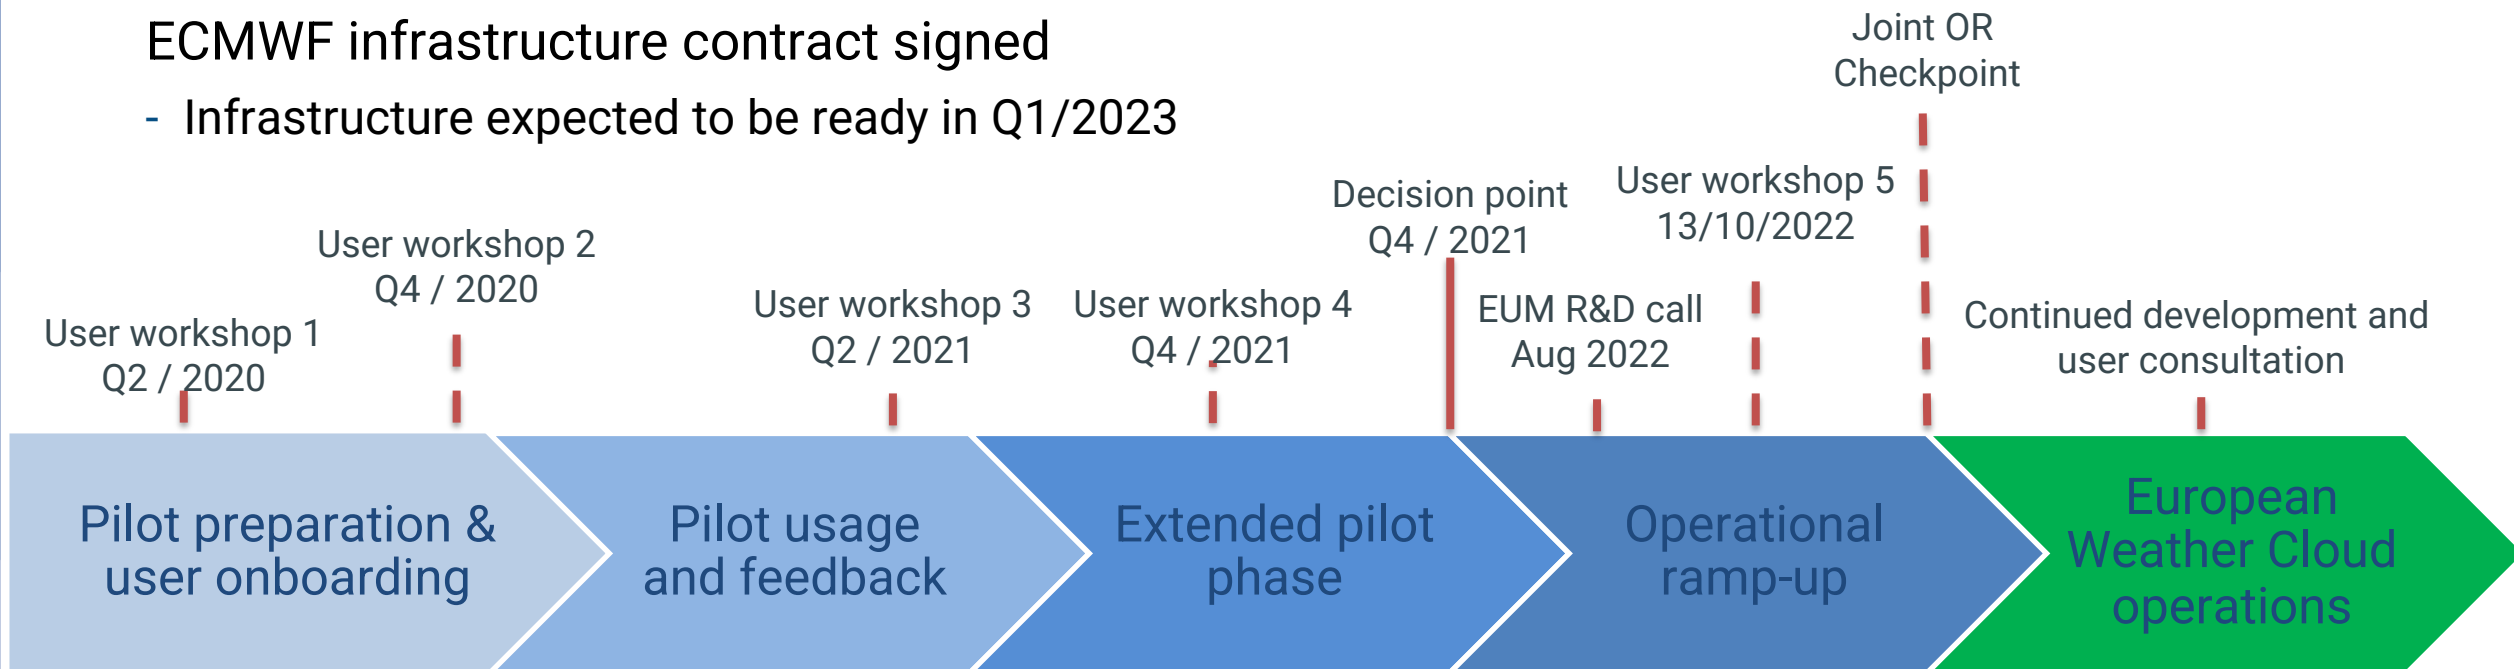 ECMWF infrastructure contract signed
- Infrastructure expected to be ready in Q1/2023
User workshop 1
Q2 / 2020
User workshop 2
Q4 / 2020
User workshop 3
Q2 / 2021
User workshop 4
Q4 / 2021
Decision point
Q4 / 2021
EUM R&D call
Aug 2022
User workshop 5
13/10/2022
Joint OR
Checkpoint
Continued development and
user consultation
Pilot preparation &
user onboarding
Pilot usage
and feedback
Extended pilot
phase
Operational
ramp-up
European
Weather Cloud
operations